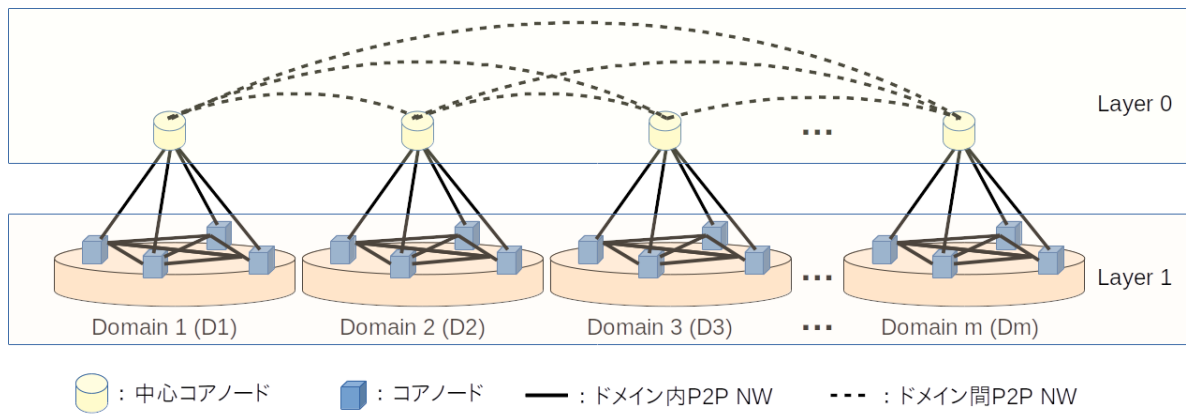 Layer 0
...
Layer 1
...
Domain 1 (D1) Domain 2 (D2) Domain 3 (D3) ... Domain m (Dm)
：中心コアノード ：コアノード ：ドメイン内P2P NW ：ドメイン間P2P NW